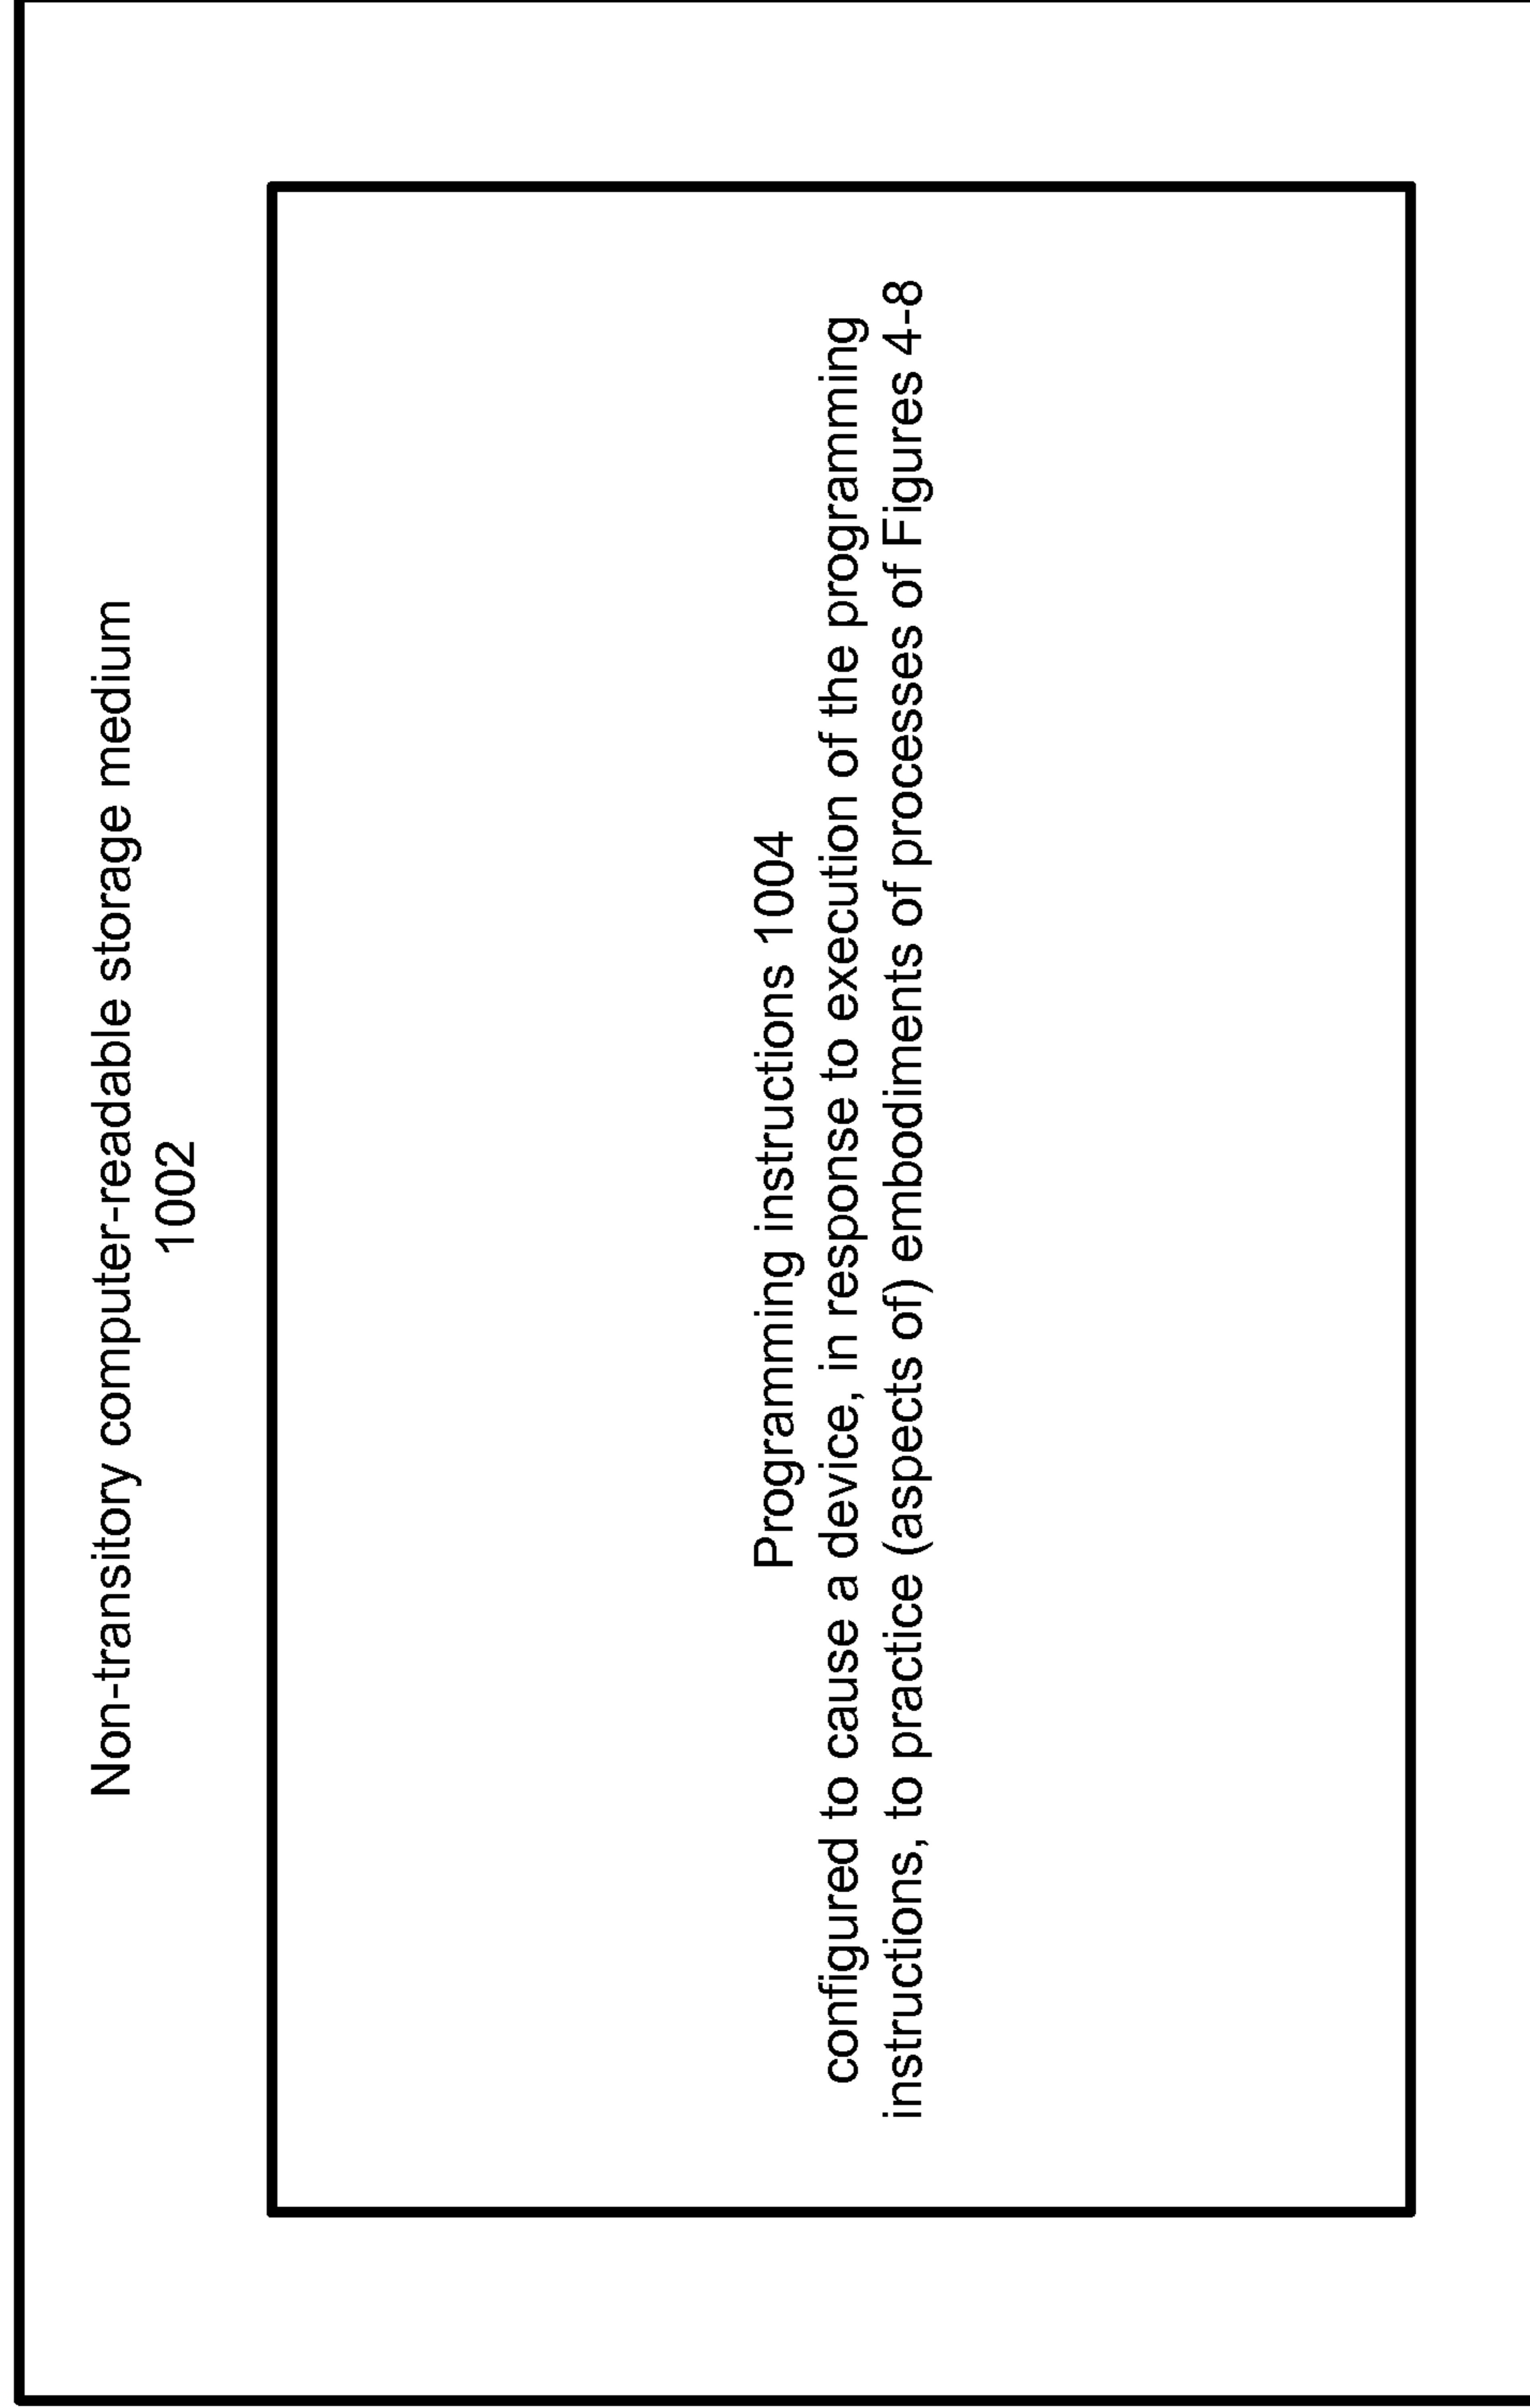 Non-transitory computer-readable storage medium
1002
Programming instructions 1004
configured to cause a device, in response to execution of the programming
instructions, to practice (aspects of) embodiments of processes of Figures 4-8